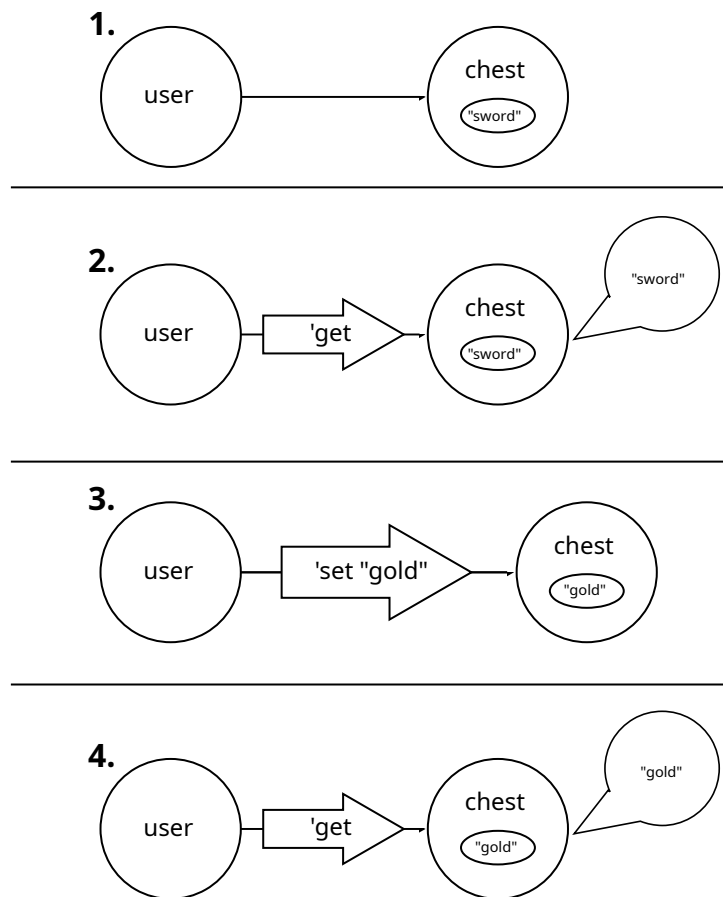 1.
user
chest
"sword"
2.
user
'get
chest
"sword"
"sword"
3.
user
'set "gold"
chest
"gold"
4.
user
'get
chest
"gold"
"gold"